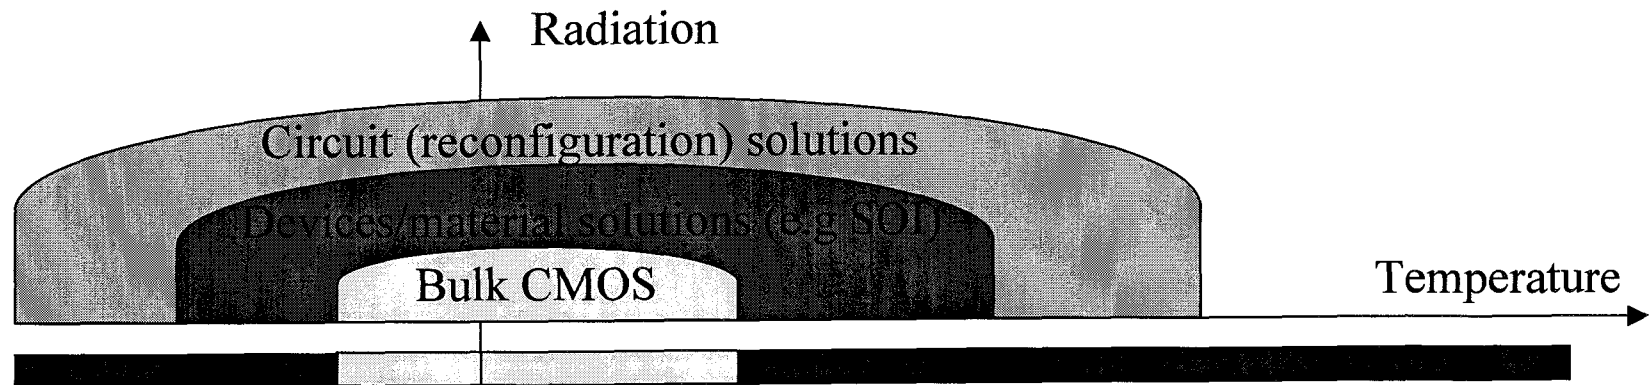 Radiation
Circuit (reconfiguration) solutions
Devices/material solutions (e.g SOI)
Bulk CMOS
Temperature